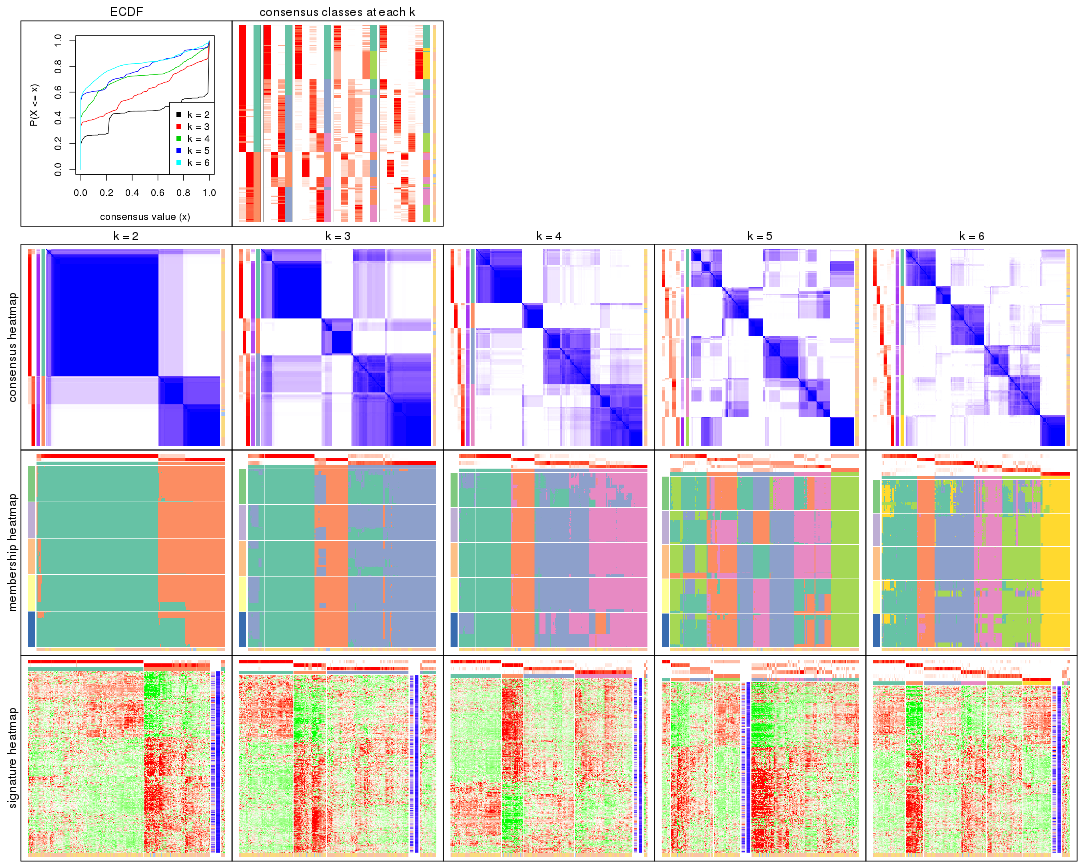 ECDF
consensus classes at each k
P(X <= x)
0.0 0.2 0.4 0.6 0.8 1.0
k = 2
k = 3
k = 4
k = 5
k = 6
0.0 0.2 0.4 0.6 0.8 1.0
consensus value (x)
k = 2 k = 3 k = 4 k = 5 k = 6
consensus heatmap
membership heatmap
signature heatmap